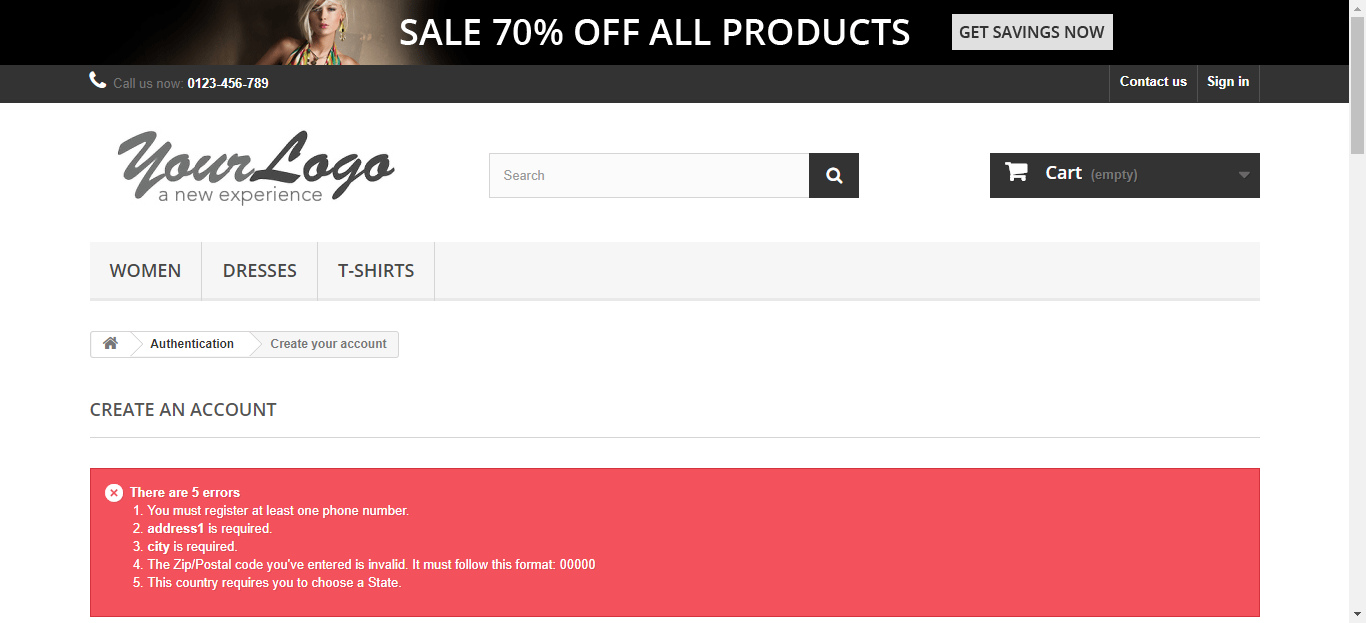 SALE 70% OFF ALL PRODUCTS GET SAVINGS NOW
Call us now: 0123-456-789 Contact us Sign in
YourLogo
a new experience
Search
Cart (empty)
WOMEN DRESSES T-SHIRTS
Authentication Create your account
CREATE AN ACCOUNT
There are 5 errors
1. You must register at least one phone number.
2. address1 is required.
3. city is required.
4. The Zip/Postal code you've entered is invalid. It must follow this format: 00000
5. This country requires you to choose a State.